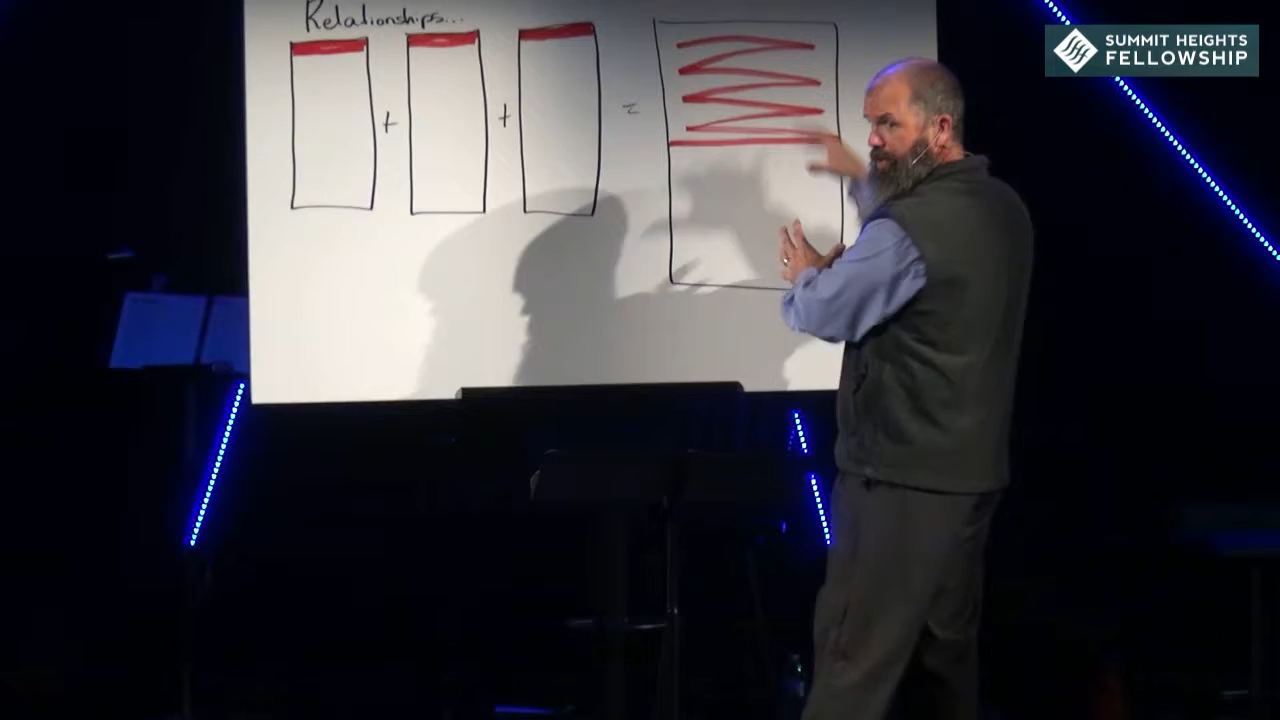 Relationships...
+ + =
SUMMIT HEIGHTS
FELLOWSHIP